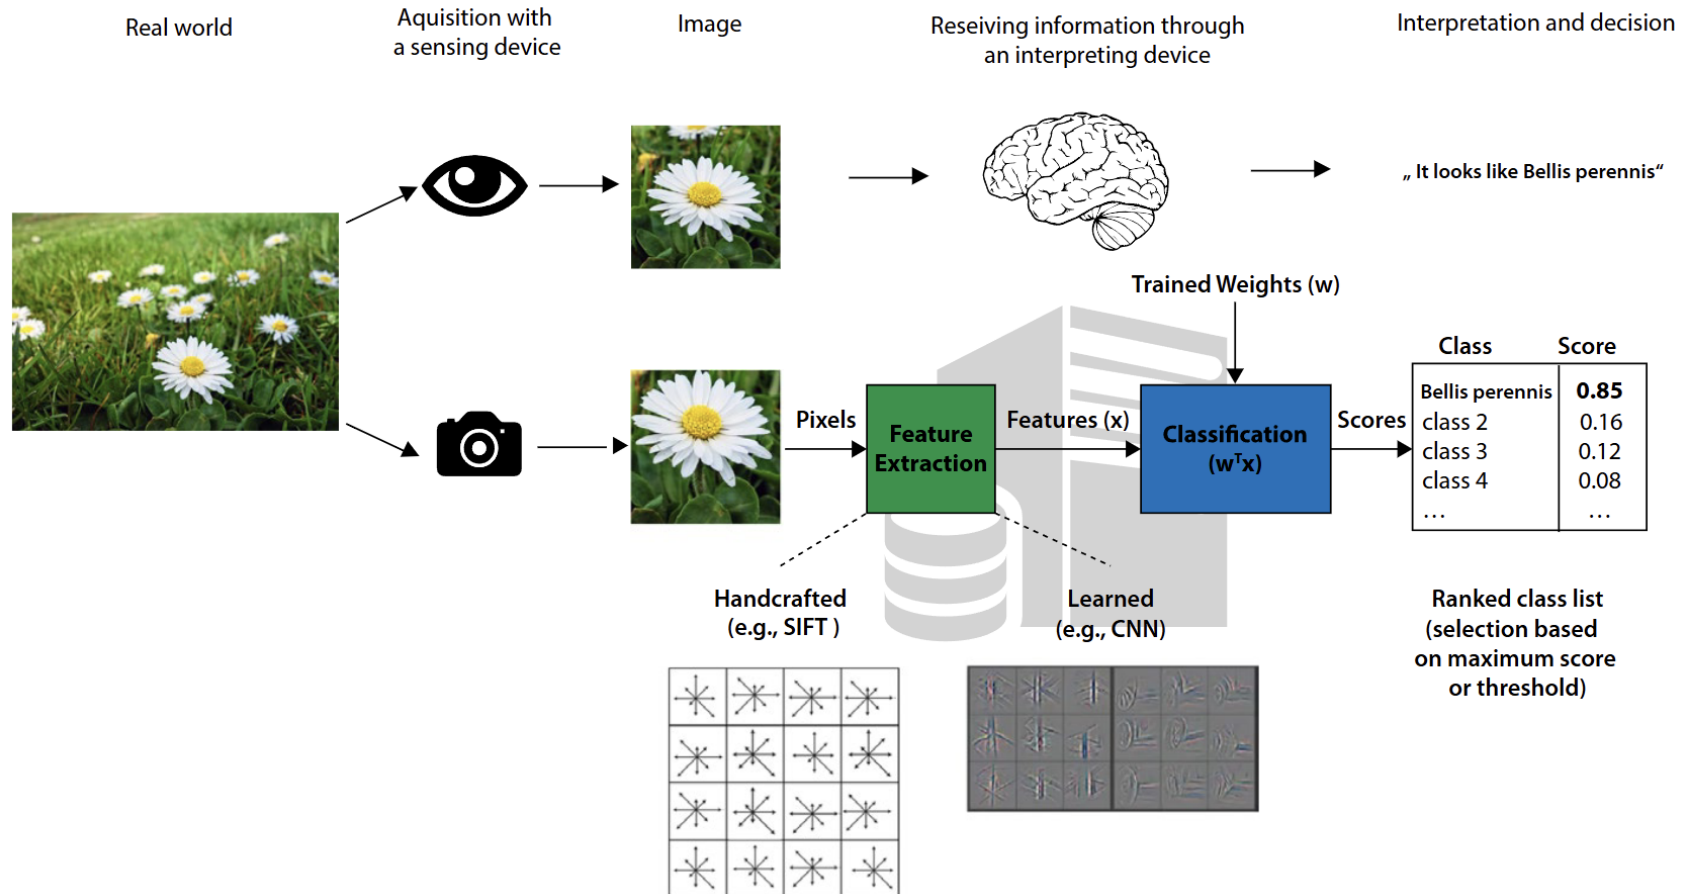 Real world
Aquisition with
a sensing device
Image
Reseiving information through
an interpreting device
Interpretation and decision
„ It looks like Bellis perennis“
Trained Weights (w)
Pixels
Feature
Extraction
Features (x)
Classification
(wᵀx)
Scores
Class Score
Bellis perennis 0.85
class 2 0.16
class 3 0.12
class 4 0.08
... ...
Handcrafted
(e.g., SIFT )
Learned
(e.g., CNN)
Ranked class list
(selection based
on maximum score
or threshold)